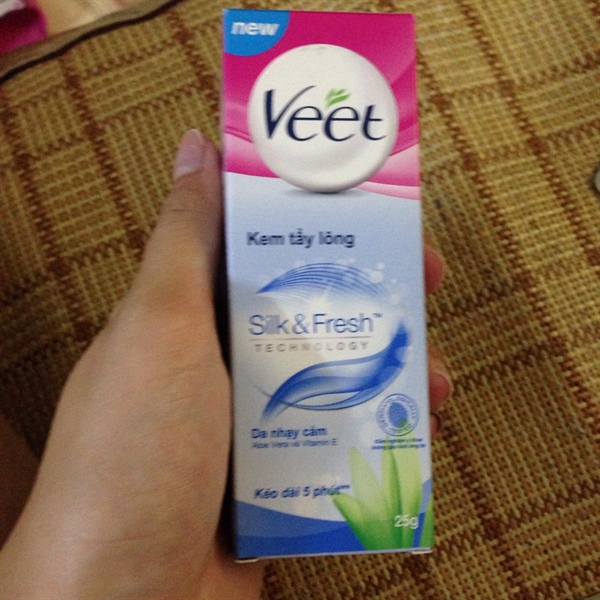 new
Veet
Kem tẩy lông
Silk & Fresh™
TECHNOLOGY
Da nhạy cảm
Aloe Vera và Vitamin E
Kéo dài 5 phút**
25g